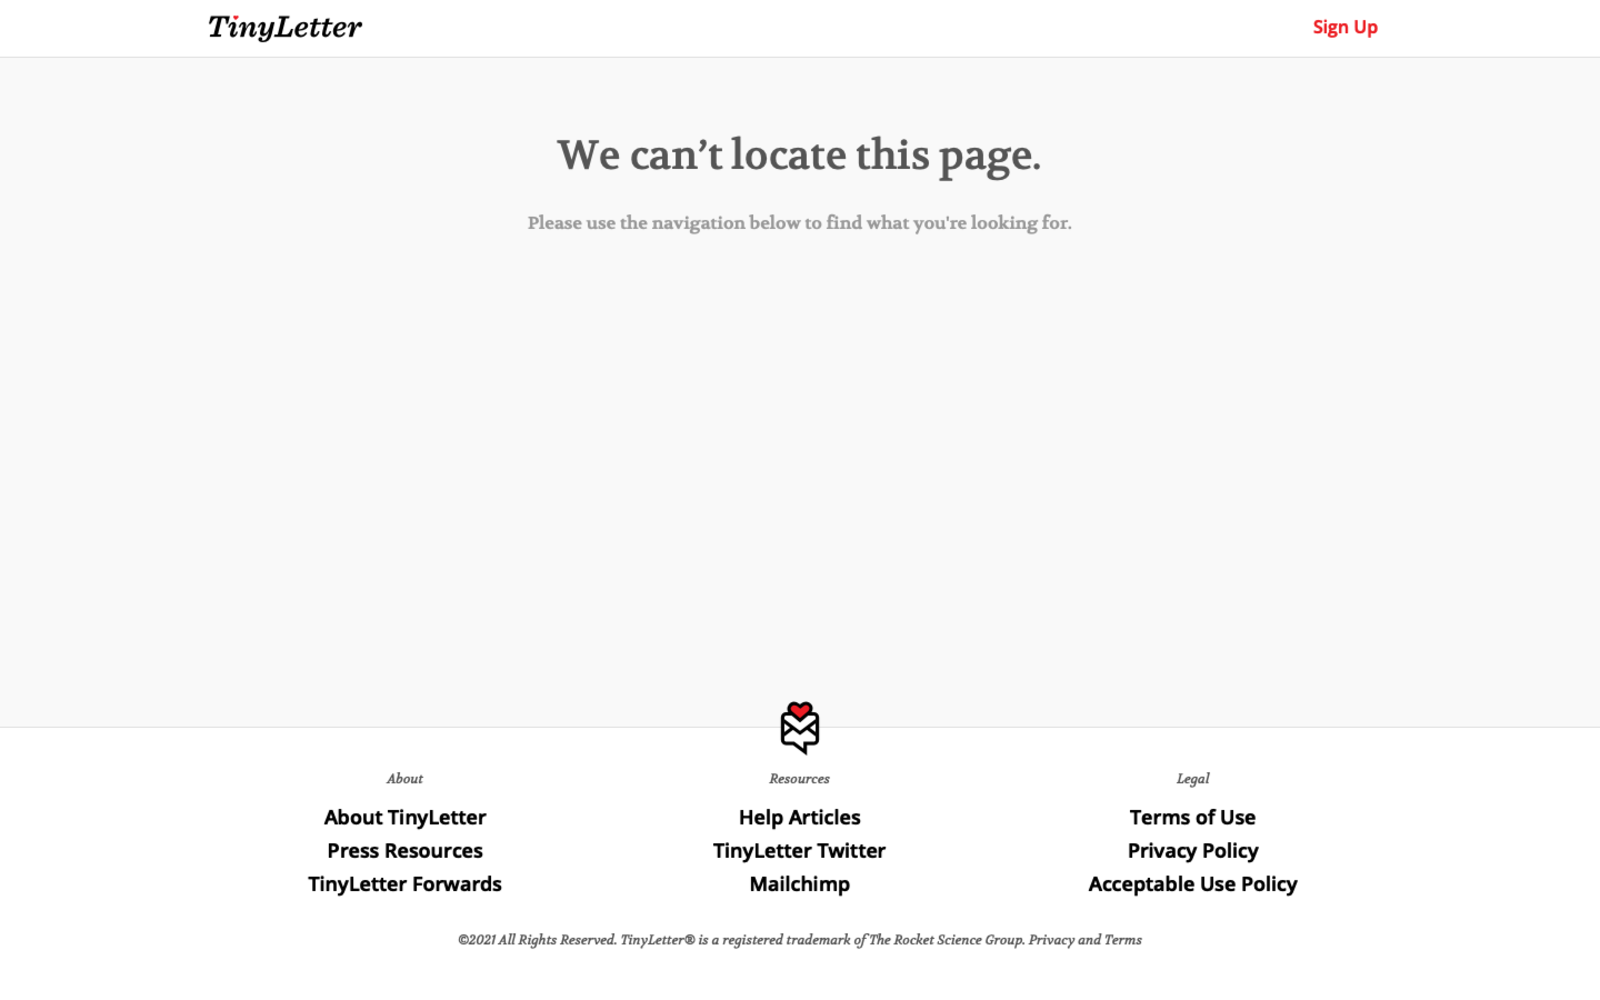 TinyLetter
Sign Up
We can’t locate this page.
Please use the navigation below to find what you're looking for.
About
About TinyLetter
Press Resources
TinyLetter Forwards
Resources
Help Articles
TinyLetter Twitter
Mailchimp
Legal
Terms of Use
Privacy Policy
Acceptable Use Policy
©2021 All Rights Reserved. TinyLetter® is a registered trademark of The Rocket Science Group. Privacy and Terms